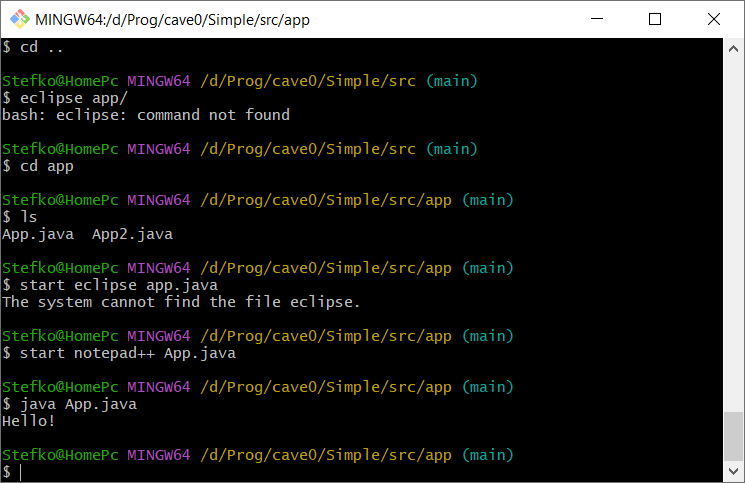 MINGW64:/d/Prog/cave0/Simple/src/app
$ cd ..
Stefko@HomePc MINGW64 /d/Prog/cave0/Simple/src (main)
$ eclipse app/
bash: eclipse: command not found
Stefko@HomePc MINGW64 /d/Prog/cave0/Simple/src (main)
$ cd app
Stefko@HomePc MINGW64 /d/Prog/cave0/Simple/src/app (main)
$ ls
App.java  App2.java
Stefko@HomePc MINGW64 /d/Prog/cave0/Simple/src/app (main)
$ start eclipse app.java
The system cannot find the file eclipse.
Stefko@HomePc MINGW64 /d/Prog/cave0/Simple/src/app (main)
$ start notepad++ App.java
Stefko@HomePc MINGW64 /d/Prog/cave0/Simple/src/app (main)
$ java App.java
Hello!
Stefko@HomePc MINGW64 /d/Prog/cave0/Simple/src/app (main)
$